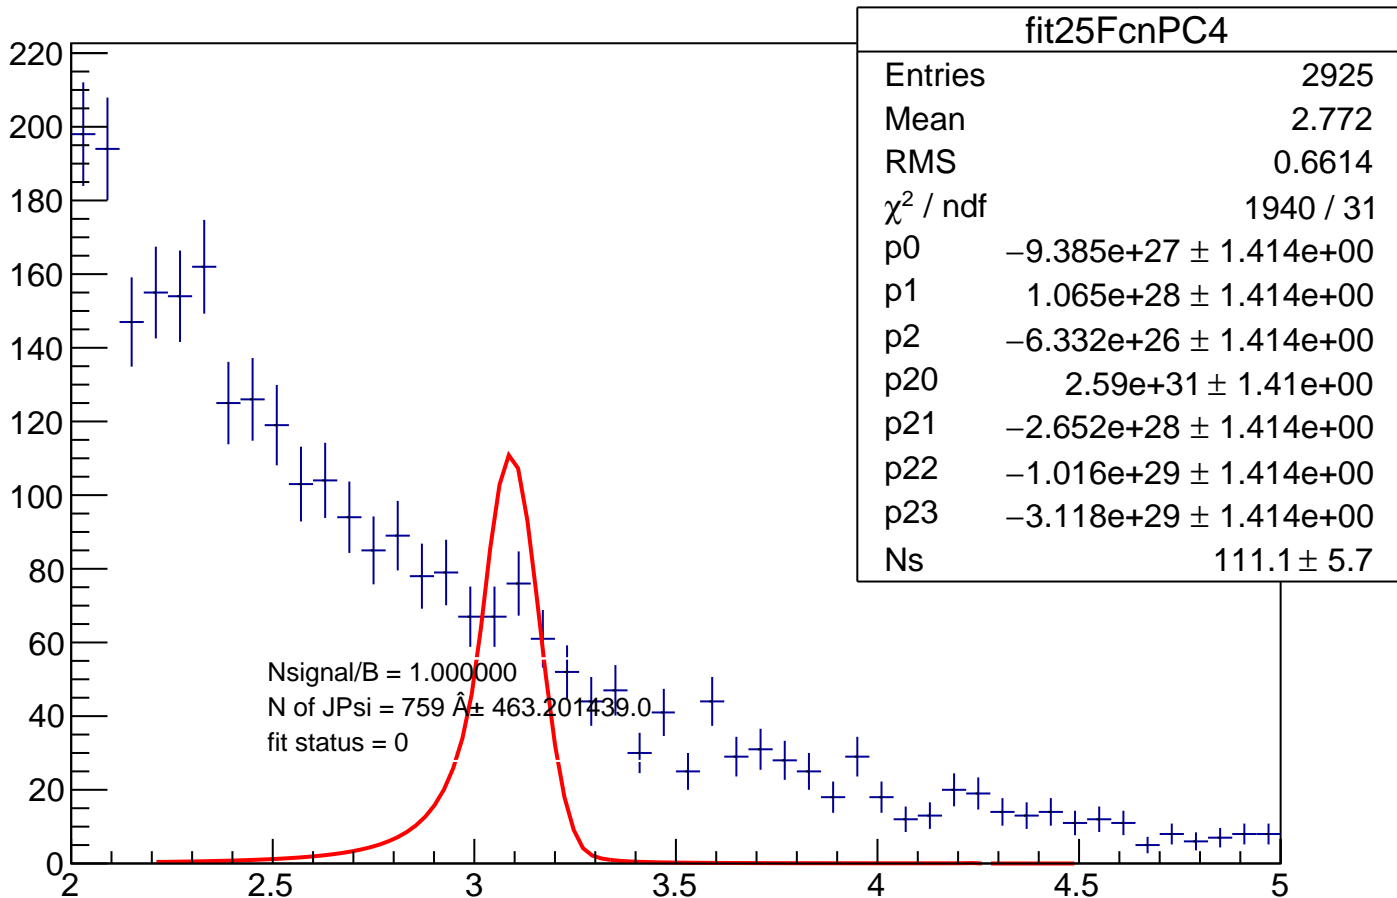 fit25FcnPC4
Entries 2925
Mean 2.772
RMS 0.6614
χ² / ndf 1940 / 31
p0 −9.385e+27 ± 1.414e+00
p1 1.065e+28 ± 1.414e+00
p2 −6.332e+26 ± 1.414e+00
p20 2.59e+31 ± 1.41e+00
p21 −2.652e+28 ± 1.414e+00
p22 −1.016e+29 ± 1.414e+00
p23 −3.118e+29 ± 1.414e+00
Ns 111.1 ± 5.7
220
200
180
160
140
120
100
80
60
40
20
0
Nsignal/B = 1.000000
N of JPsi = 759 Â± 463.201439.0
fit status = 0
2 2.5 3 3.5 4 4.5 5